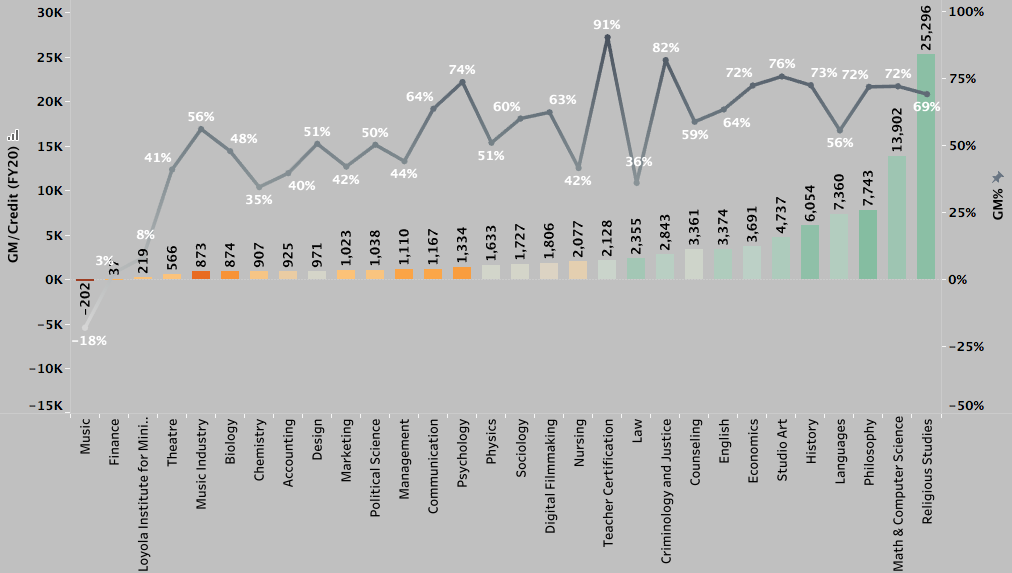 30K
25K
20K
15K
10K
5K
0K
−5K
−10K
−15K
GM/Credit (FY20)
100%
75%
50%
25%
0%
−25%
−50%
GM%
−18%
3%
8%
41%
56%
48%
35%
40%
51%
42%
50%
44%
64%
74%
51%
60%
63%
42%
91%
36%
82%
59%
64%
72%
76%
73%
56%
72%
72%
69%
−202
37
219
566
873
874
907
925
971
1,023
1,038
1,110
1,167
1,334
1,633
1,727
1,806
2,077
2,128
2,355
2,843
3,361
3,374
3,691
4,737
6,054
7,360
7,743
13,902
25,296
Music
Finance
Loyola Institute for Mini..
Theatre
Music Industry
Biology
Chemistry
Accounting
Design
Marketing
Political Science
Management
Communication
Psychology
Physics
Sociology
Digital Filmmaking
Nursing
Teacher Certification
Law
Criminology and Justice
Counseling
English
Economics
Studio Art
History
Languages
Philosophy
Math & Computer Science
Religious Studies